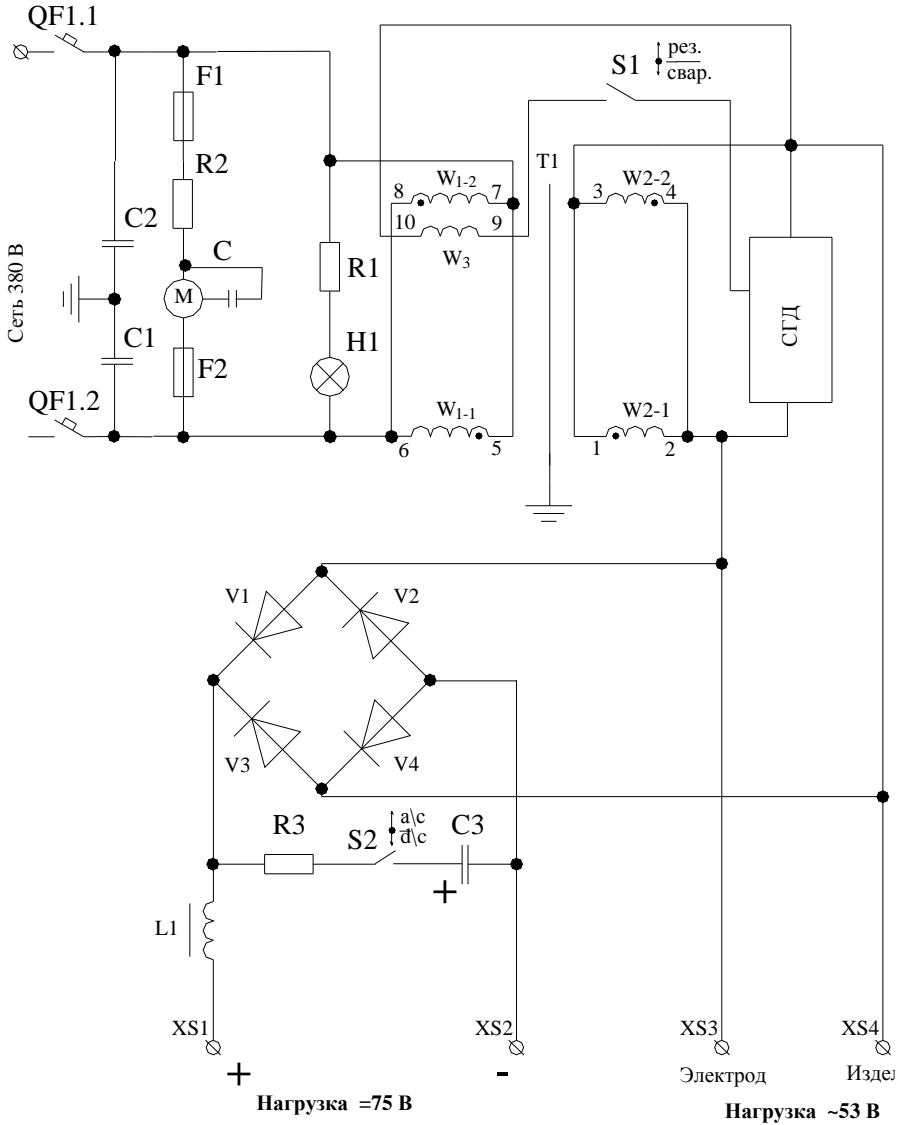 QF1.1
F1
R2
C2
C
M
C1
F2
Сеть 380 В
QF1.2
R1
H1
S1
рез.
свар.
T1
8 W1-2 7
10 9
W3
W1-1
6 5
3 W2-2 4
W2-1
1 2
СГД
V1
V2
V3
V4
R3
S2
a\c
d\c
C3
+
L1
XS1
XS2
XS3
XS4
+
-
Электрод
Издел
Нагрузка =75 В
Нагрузка ~53 В